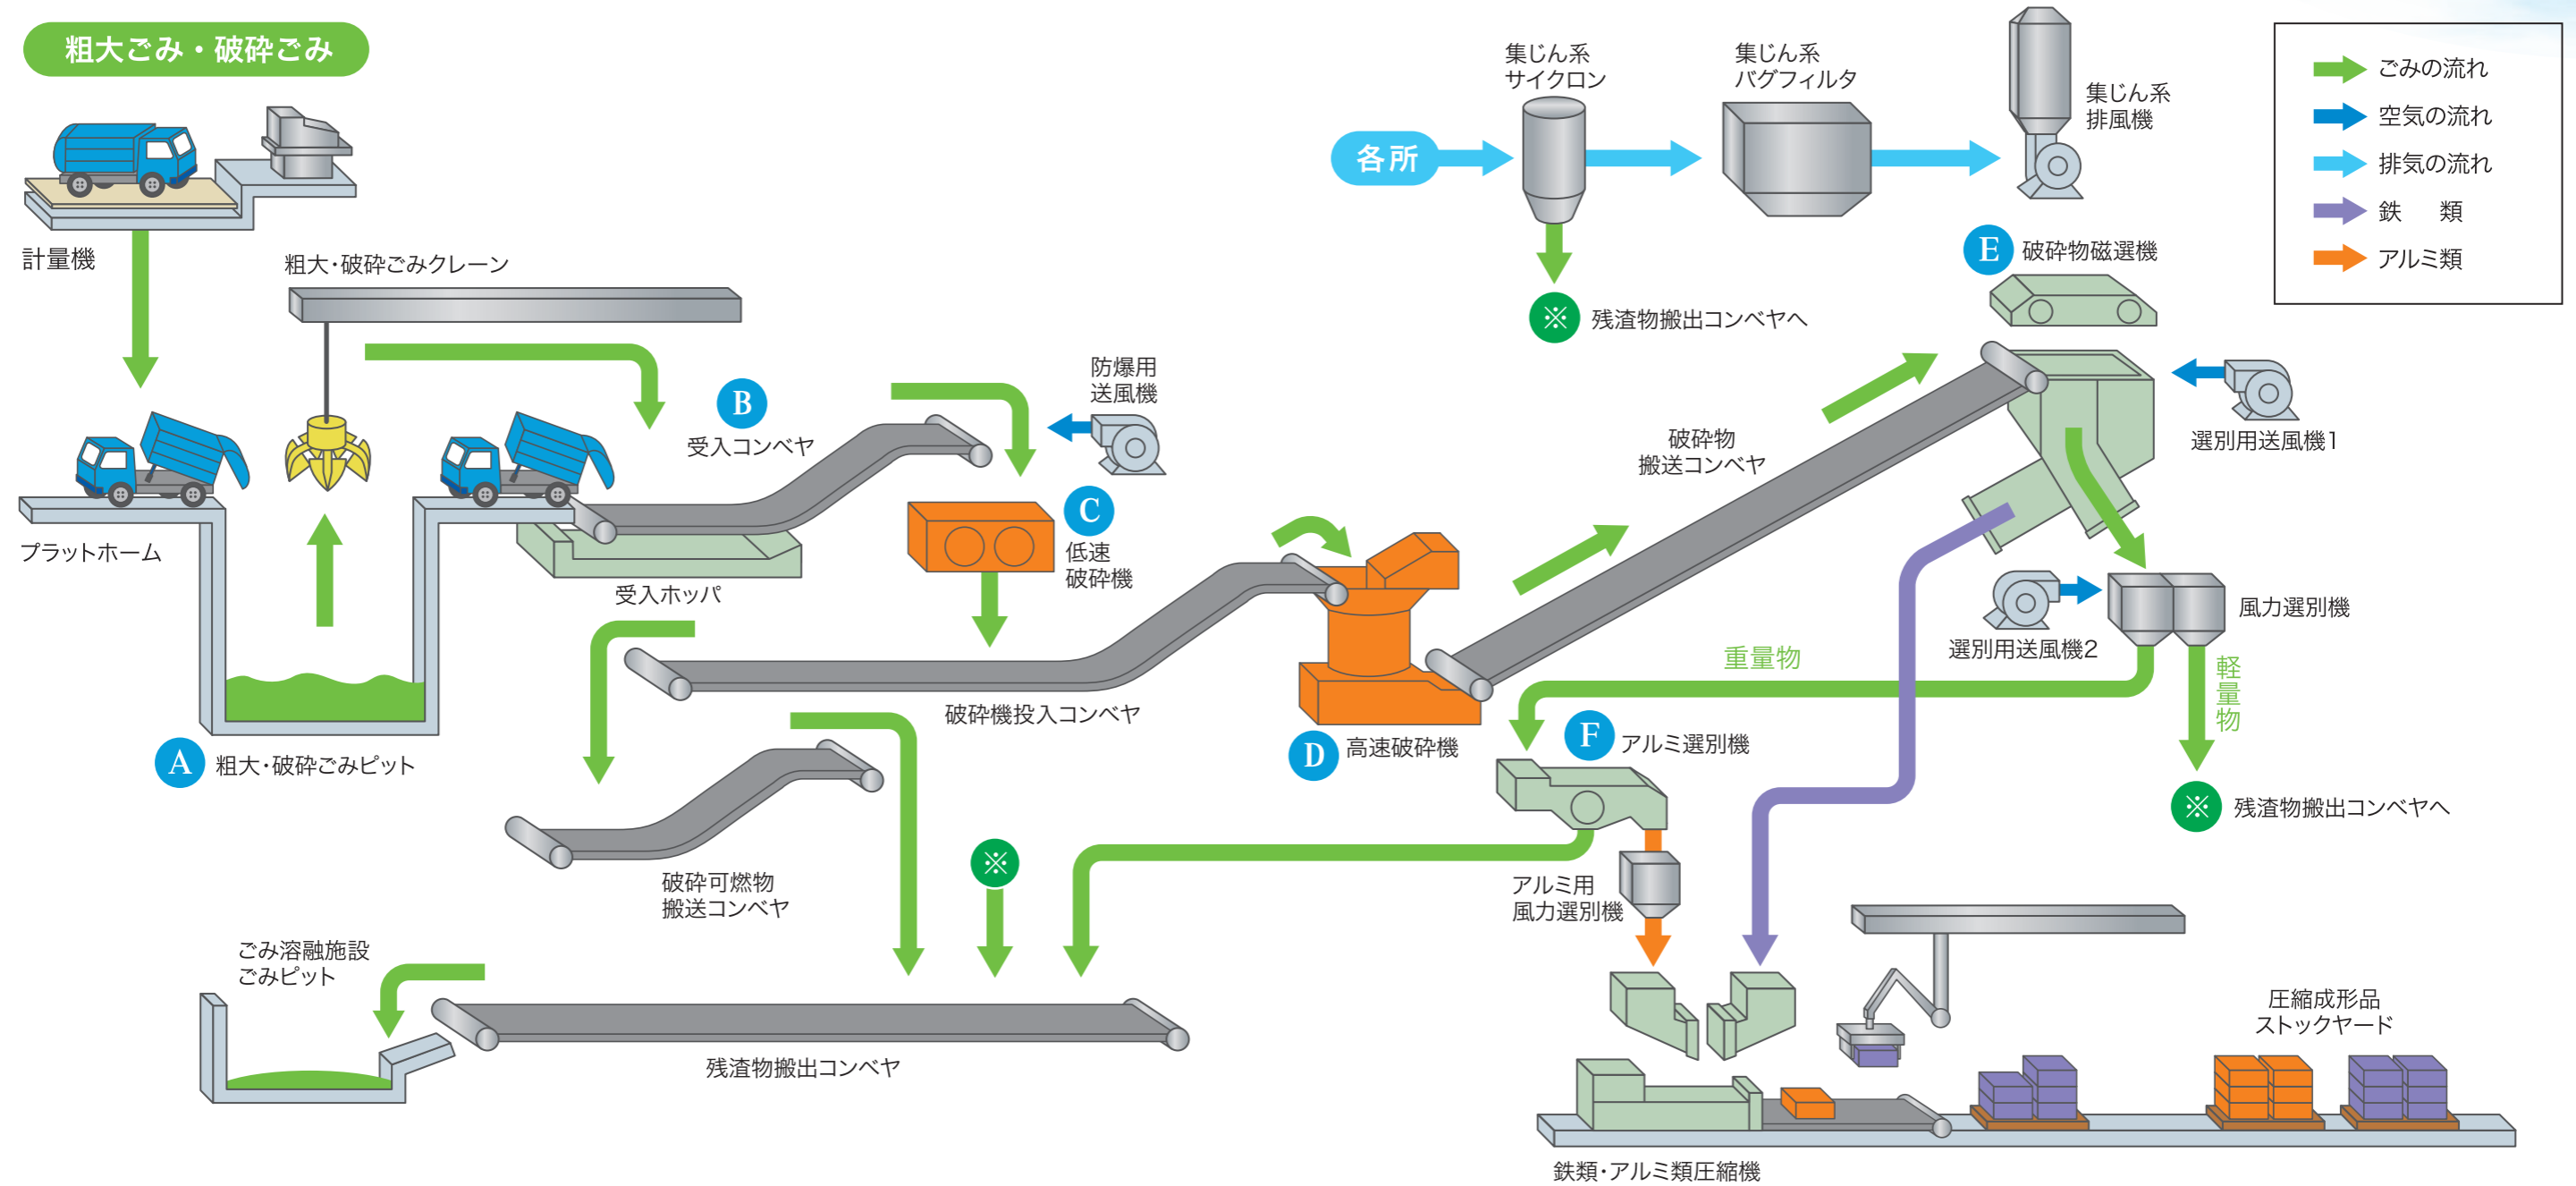 粗大ごみ・破砕ごみ
計量機
粗大・破砕ごみクレーン
プラットホーム
A
粗大・破砕ごみピット
B
受入コンベヤ
受入ホッパ
防爆用
送風機
C
低速
破砕機
破砕機投入コンベヤ
破砕可燃物
搬送コンベヤ
※
ごみ溶融施設
ごみピット
残渣物搬出コンベヤ
D
高速破砕機
破砕物
搬送コンベヤ
各所
集じん系
サイクロン
集じん系
バグフィルタ
集じん系
排風機
※
残渣物搬出コンベヤへ
E
破砕物磁選機
選別用送風機1
選別用送風機2
風力選別機
重量物
軽量物
※
残渣物搬出コンベヤへ
F
アルミ選別機
アルミ用
風力選別機
鉄類・アルミ類圧縮機
圧縮成形品
ストックヤード
ごみの流れ
空気の流れ
排気の流れ
鉄　類
アルミ類